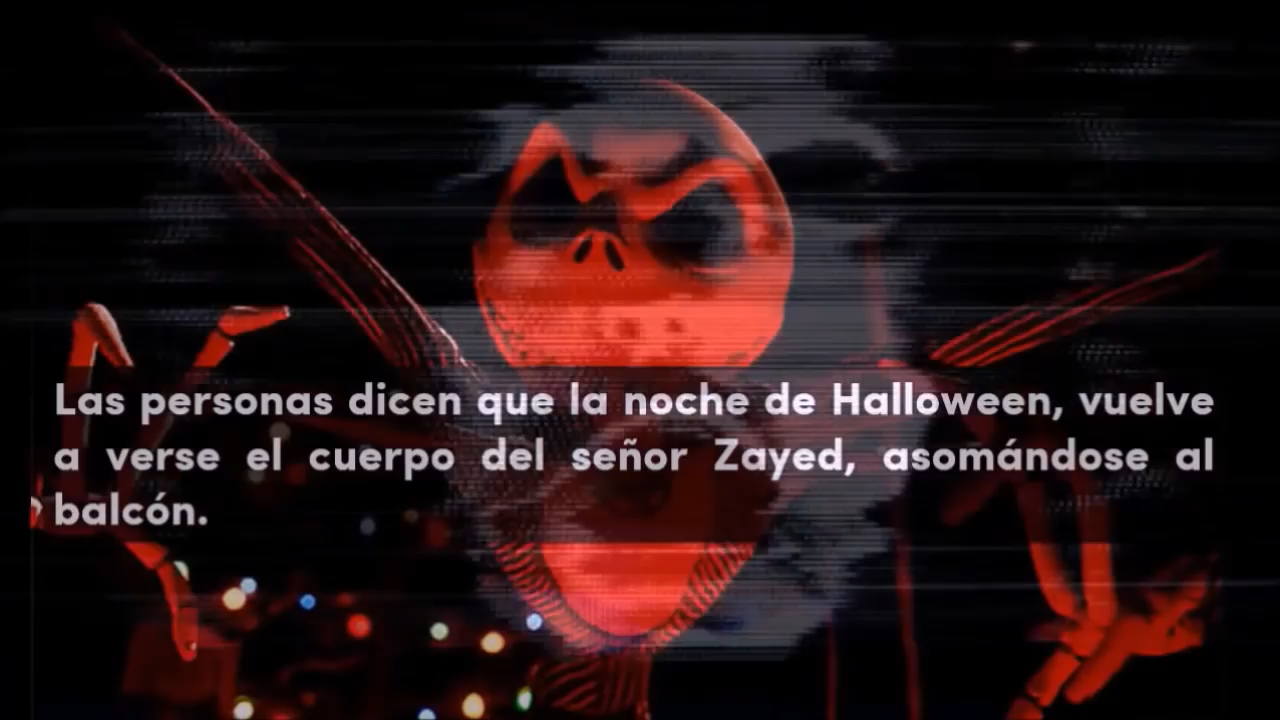 Las personas dicen que la noche de Halloween, vuelve
a verse el cuerpo del señor Zayed, asomándose al
balcón.